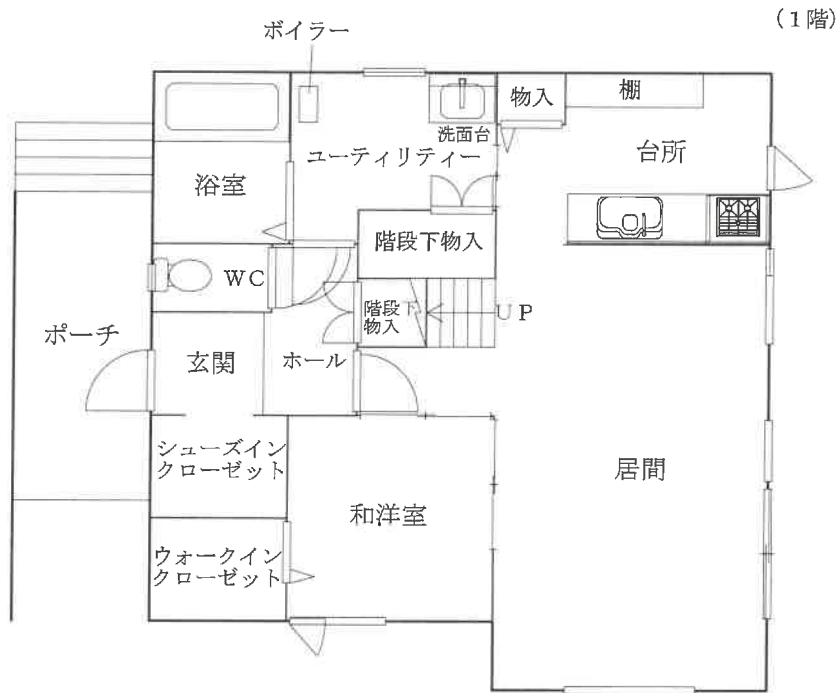 （1階）
ボイラー
物入
棚
洗面台
台所
ユーティリティー
浴室
階段下物入
WC
階段下
物入
UP
ポーチ
玄関
ホール
シューズイン
クローゼット
居間
和洋室
ウォークイン
クローゼット